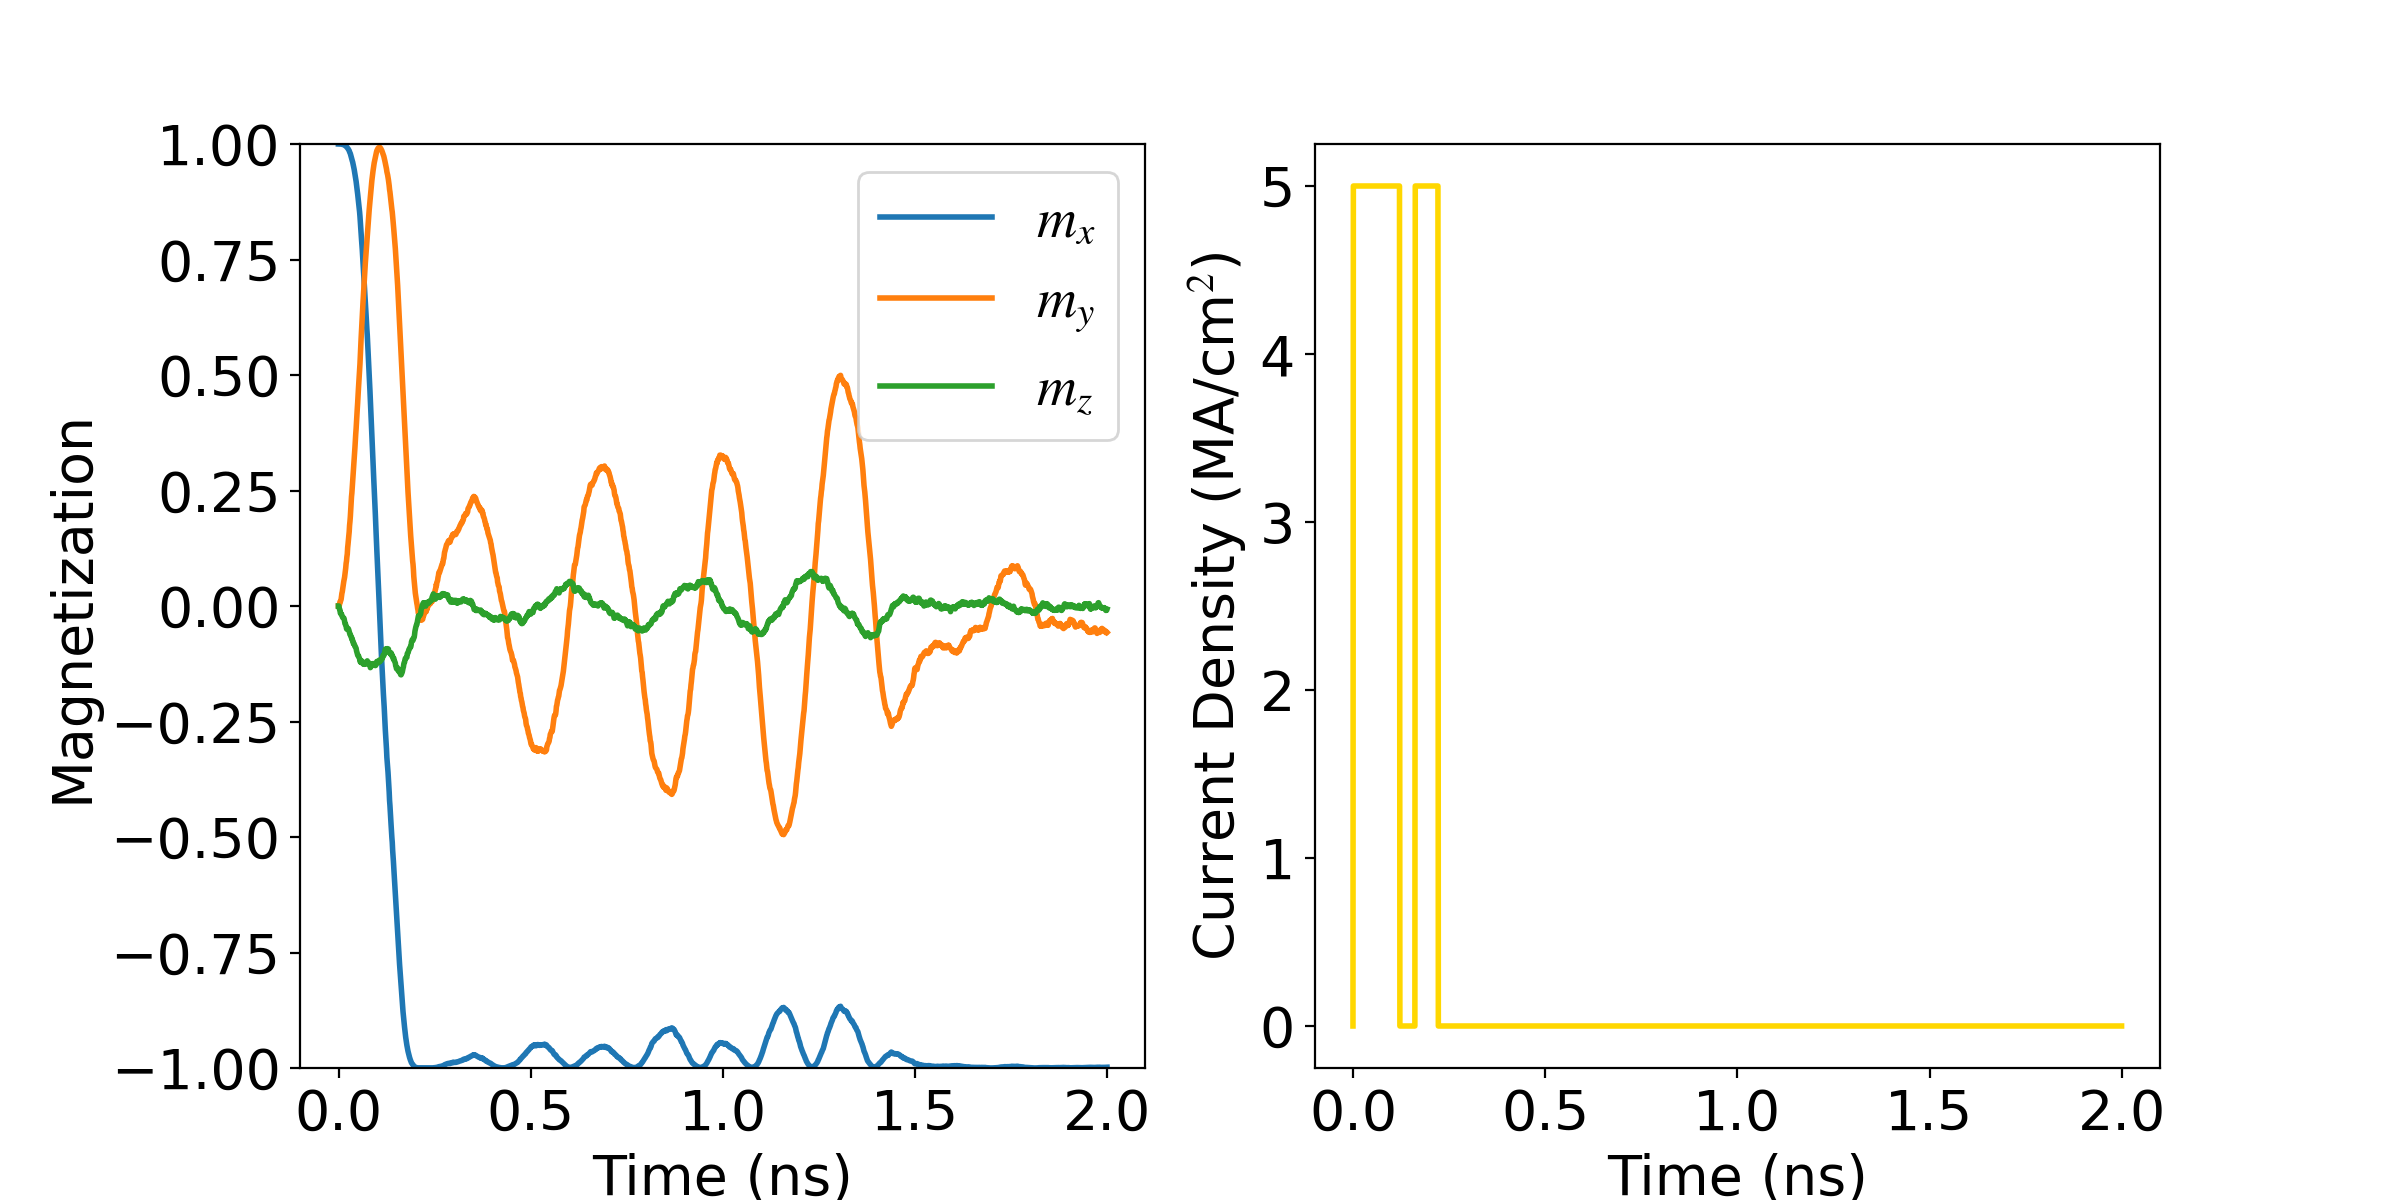 1.00
0.75
0.50
0.25
0.00
−0.25
−0.50
−0.75
−1.00
Magnetization
0.0 0.5 1.0 1.5 2.0
Time (ns)
m_x
m_y
m_z
5
4
3
2
1
0
Current Density (MA/cm²)
0.0 0.5 1.0 1.5 2.0
Time (ns)